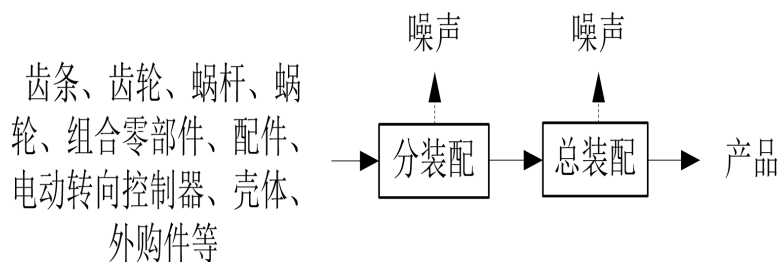 噪声
噪声
齿条、齿轮、蜗杆、蜗
轮、组合零部件、配件、
电动转向控制器、壳体、
外购件等
分装配
总装配
产品